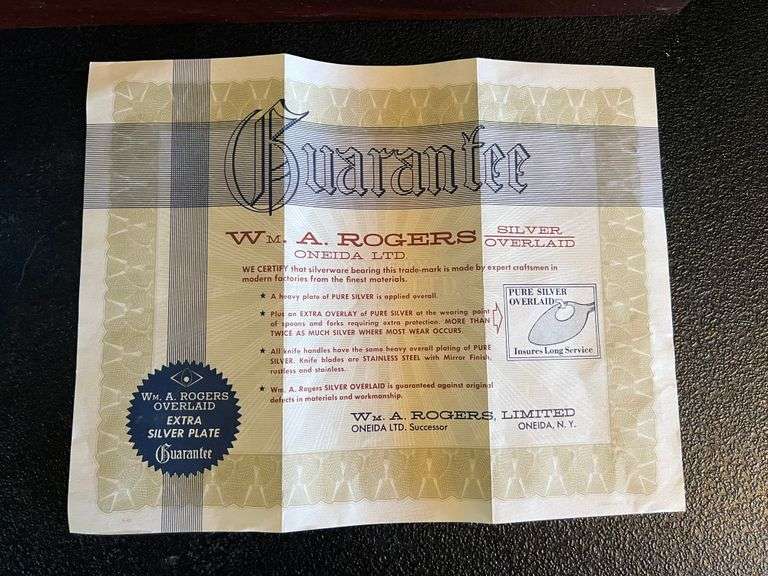 Guarantee
WM. A. ROGERS SILVER OVERLAID
ONEIDA LTD
WE CERTIFY that silverware bearing this trade-mark is made by expert craftsmen in
modern factories from the finest materials.
★ A heavy plate of PURE SILVER is applied overall.
★ Plus an EXTRA OVERLAY of PURE SILVER at the wearing point
of spoons and forks requiring extra protection. MORE THAN
TWICE AS MUCH SILVER WHERE MOST WEAR OCCURS.
★ All knife handles have the same heavy overall plating of PURE
SILVER. Knife blades are STAINLESS STEEL with Mirror Finish,
rustless and stainless.
★ Wm. A. Rogers SILVER OVERLAID is guaranteed against original
defects in materials and workmanship.
PURE SILVER
OVERLAID
Insures Long Service
WM. A. ROGERS, LIMITED
ONEIDA LTD. Successor ONEIDA, N. Y.
WM. A. ROGERS
OVERLAID
EXTRA
SILVER PLATE
Guarantee